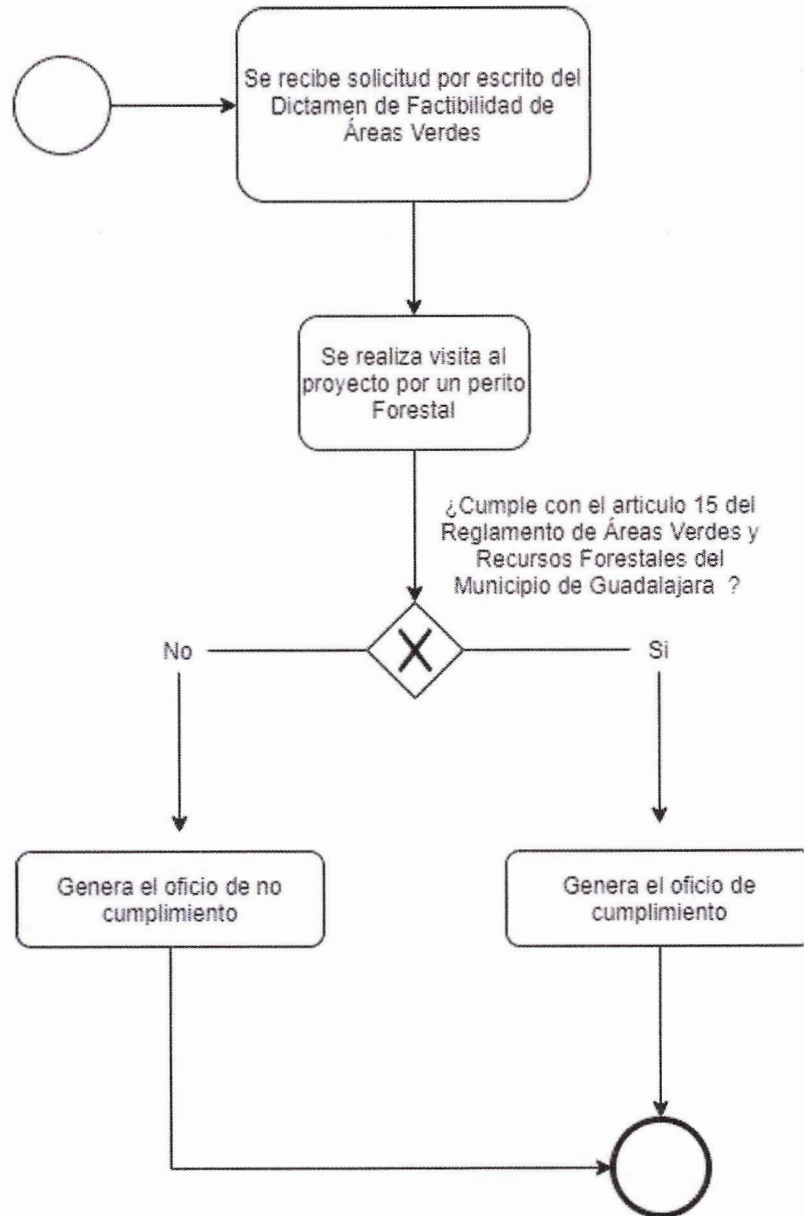 Se recibe solicitud por escrito del
Dictamen de Factibilidad de
Áreas Verdes
Se realiza visita al
proyecto por un perito
Forestal
¿Cumple con el articulo 15 del
Reglamento de Áreas Verdes y
Recursos Forestales del
Municipio de Guadalajara ?
No
Si
Genera el oficio de no
cumplimiento
Genera el oficio de
cumplimiento